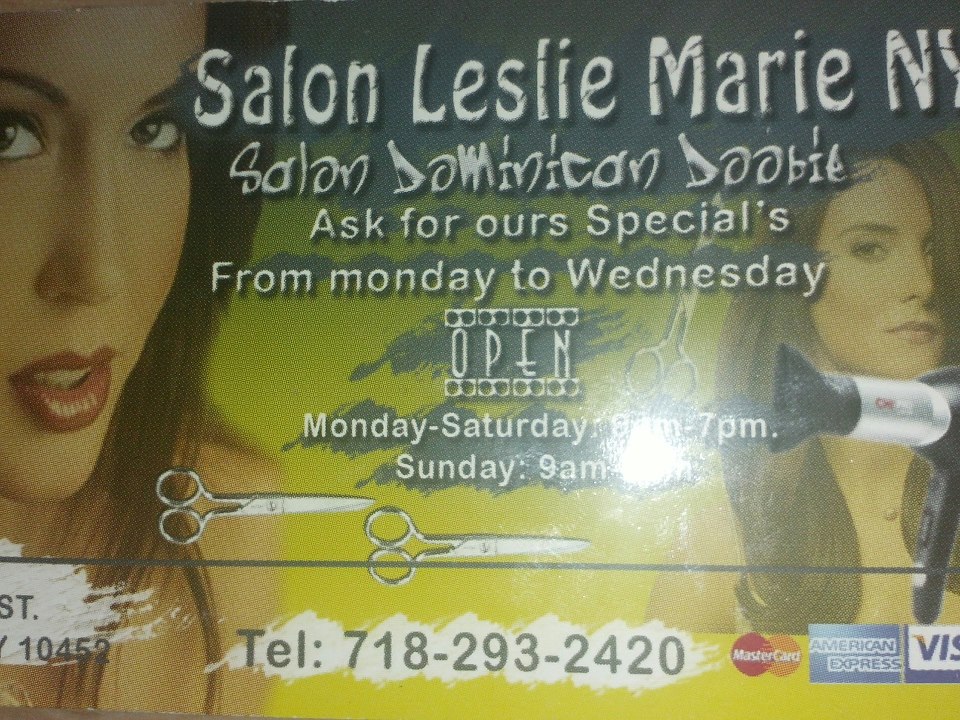 Salon Leslie Marie NY
Salon Dominican Doobie
Ask for ours Special's
From monday to Wednesday
OPEN
Monday-Saturday: -7pm.
Sunday: 9am-
ST.
10452
Tel: 718-293-2420
MasterCard
AMERICAN
EXPRESS
VIS